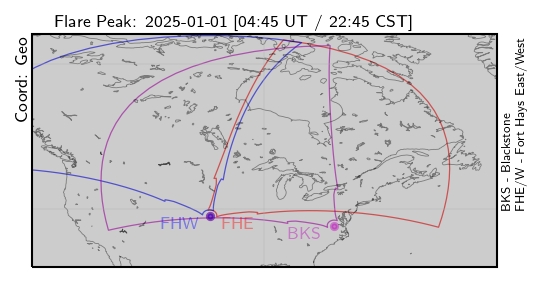 Flare Peak: 2025-01-01 [04:45 UT / 22:45 CST]
Coord: Geo
FHW
FHE
BKS
BKS - Blackstone
FHE/W - Fort Hays East/West